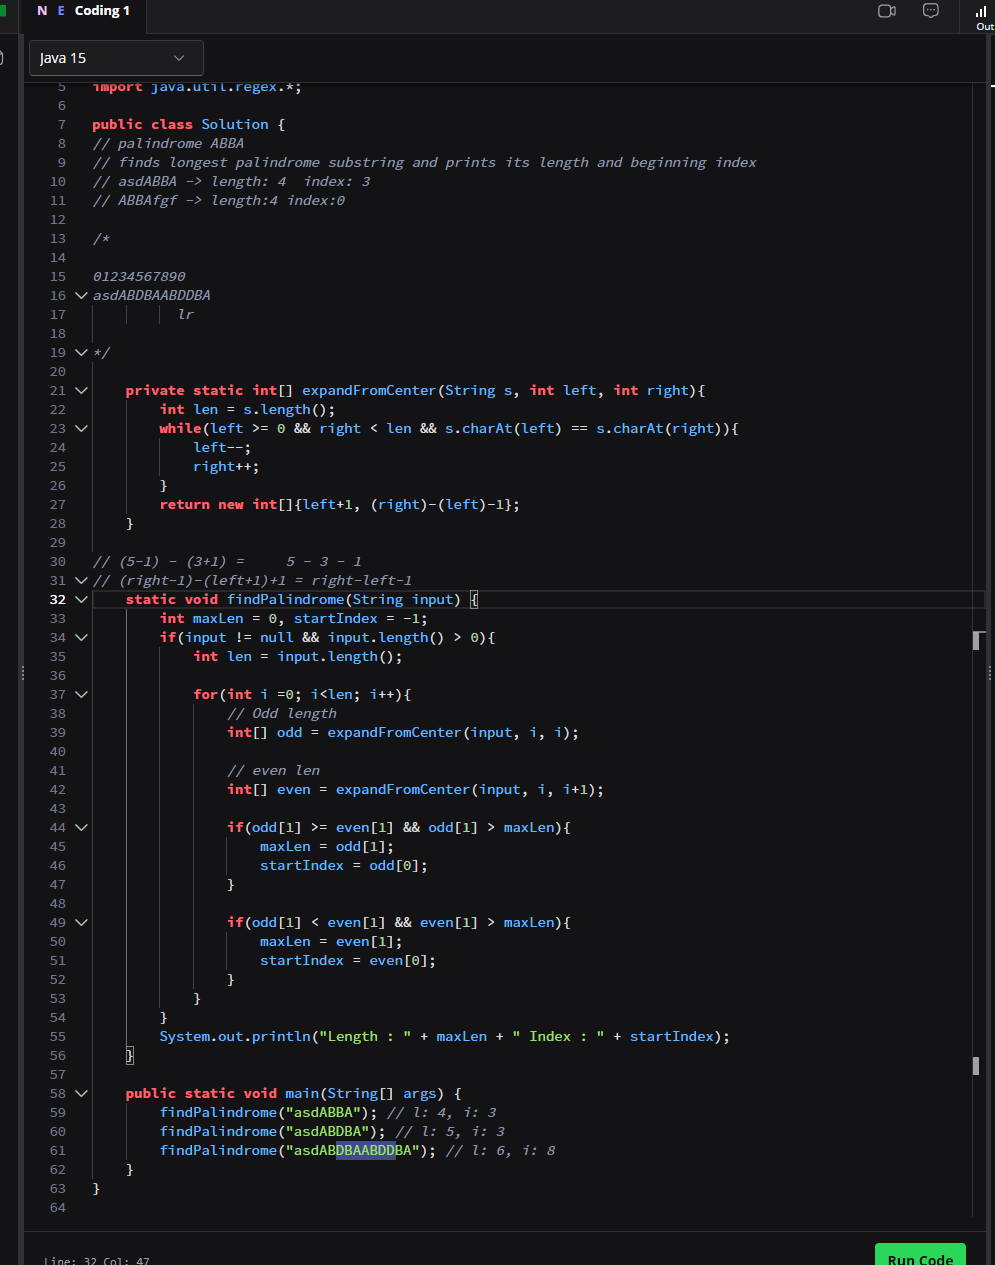 N E Coding 1
Out
Java 15
5 import java.util.regex.*;
6
7 public class Solution {
8 // palindrome ABBA
9 // finds longest palindrome substring and prints its length and beginning index
10 // asdABBA -> length: 4  index: 3
11 // ABBAfgf -> length:4 index:0
12
13 /*
14
15 01234567890
16 asdABDBAABDDBA
17           lr
18
19 */
20
21     private static int[] expandFromCenter(String s, int left, int right){
22         int len = s.length();
23         while(left >= 0 && right < len && s.charAt(left) == s.charAt(right)){
24             left--;
25             right++;
26         }
27         return new int[]{left+1, (right)-(left)-1};
28     }
29
30 // (5-1) - (3+1) =     5 - 3 - 1
31 // (right-1)-(left+1)+1 = right-left-1
32     static void findPalindrome(String input) {
33         int maxLen = 0, startIndex = -1;
34         if(input != null && input.length() > 0){
35             int len = input.length();
36
37             for(int i =0; i<len; i++){
38                 // Odd length
39                 int[] odd = expandFromCenter(input, i, i);
40
41                 // even len
42                 int[] even = expandFromCenter(input, i, i+1);
43
44                 if(odd[1] >= even[1] && odd[1] > maxLen){
45                     maxLen = odd[1];
46                     startIndex = odd[0];
47                 }
48
49                 if(odd[1] < even[1] && even[1] > maxLen){
50                     maxLen = even[1];
51                     startIndex = even[0];
52                 }
53             }
54         }
55         System.out.println("Length : " + maxLen + " Index : " + startIndex);
56     }
57
58     public static void main(String[] args) {
59         findPalindrome("asdABBA"); // l: 4, i: 3
60         findPalindrome("asdABDBA"); // l: 5, i: 3
61         findPalindrome("asdABDBAABDDBA"); // l: 6, i: 8
62     }
63 }
64
Line: 32 Col: 47
Run Code